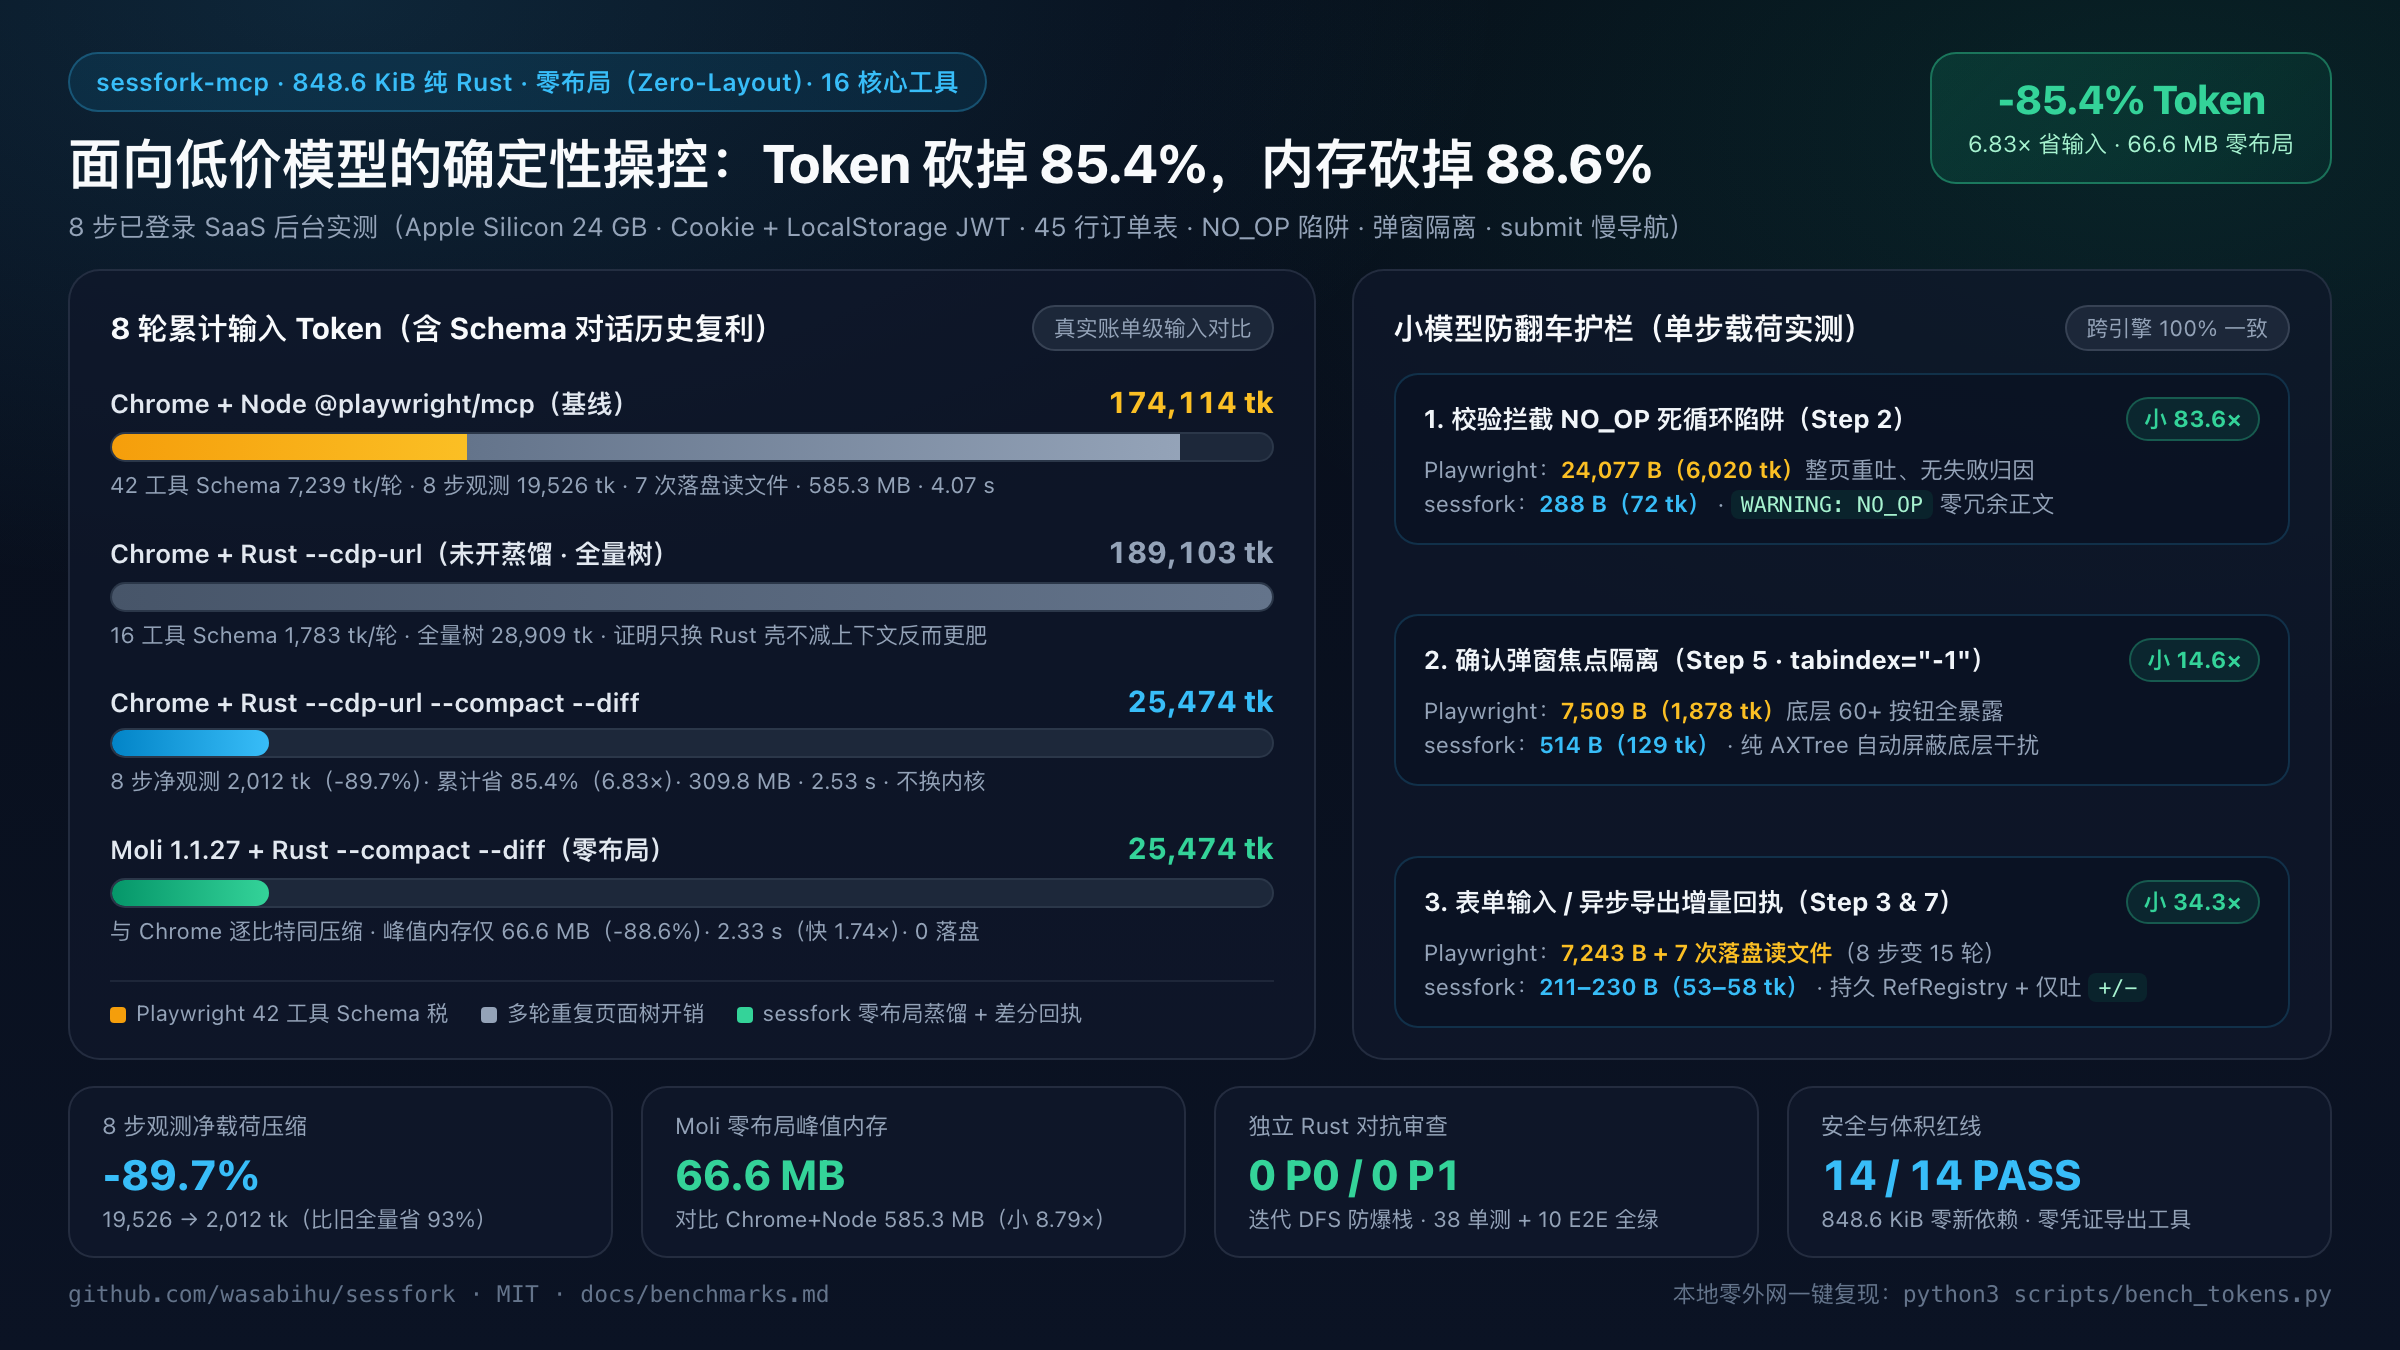 sessfork-mcp · 848.6 KiB 纯 Rust · 零布局（Zero-Layout）· 16 核心工具
-85.4% Token
6.83× 省输入 · 66.6 MB 零布局
面向低价模型的确定性操控：Token 砍掉 85.4%，内存砍掉 88.6%
8 步已登录 SaaS 后台实测（Apple Silicon 24 GB · Cookie + LocalStorage JWT · 45 行订单表 · NO_OP 陷阱 · 弹窗隔离 · submit 慢导航）
8 轮累计输入 Token（含 Schema 对话历史复利）
真实账单级输入对比
Chrome + Node @playwright/mcp（基线）
174,114 tk
42 工具 Schema 7,239 tk/轮 · 8 步观测 19,526 tk · 7 次落盘读文件 · 585.3 MB · 4.07 s
Chrome + Rust --cdp-url（未开蒸馏 · 全量树）
189,103 tk
16 工具 Schema 1,783 tk/轮 · 全量树 28,909 tk · 证明只换 Rust 壳不减上下文反而更肥
Chrome + Rust --cdp-url --compact --diff
25,474 tk
8 步净观测 2,012 tk（-89.7%）· 累计省 85.4%（6.83×）· 309.8 MB · 2.53 s · 不换内核
Moli 1.1.27 + Rust --compact --diff（零布局）
25,474 tk
与 Chrome 逐比特同压缩 · 峰值内存仅 66.6 MB（-88.6%）· 2.33 s（快 1.74×）· 0 落盘
Playwright 42 工具 Schema 税
多轮重复页面树开销
sessfork 零布局蒸馏 + 差分回执
小模型防翻车护栏（单步载荷实测）
跨引擎 100% 一致
1. 校验拦截 NO_OP 死循环陷阱（Step 2）
小 83.6×
Playwright：24,077 B（6,020 tk）整页重吐、无失败归因
sessfork：288 B（72 tk） · WARNING: NO_OP 零冗余正文
2. 确认弹窗焦点隔离（Step 5 · tabindex="-1"）
小 14.6×
Playwright：7,509 B（1,878 tk）底层 60+ 按钮全暴露
sessfork：514 B（129 tk） · 纯 AXTree 自动屏蔽底层干扰
3. 表单输入 / 异步导出增量回执（Step 3 & 7）
小 34.3×
Playwright：7,243 B + 7 次落盘读文件（8 步变 15 轮）
sessfork：211–230 B（53–58 tk） · 持久 RefRegistry + 仅吐 +/−
8 步观测净载荷压缩
-89.7%
19,526 → 2,012 tk（比旧全量省 93%）
Moli 零布局峰值内存
66.6 MB
对比 Chrome+Node 585.3 MB（小 8.79×）
独立 Rust 对抗审查
0 P0 / 0 P1
迭代 DFS 防爆栈 · 38 单测 + 10 E2E 全绿
安全与体积红线
14 / 14 PASS
848.6 KiB 零新依赖 · 零凭证导出工具
github.com/wasabihu/sessfork · MIT · docs/benchmarks.md
本地零外网一键复现：python3 scripts/bench_tokens.py